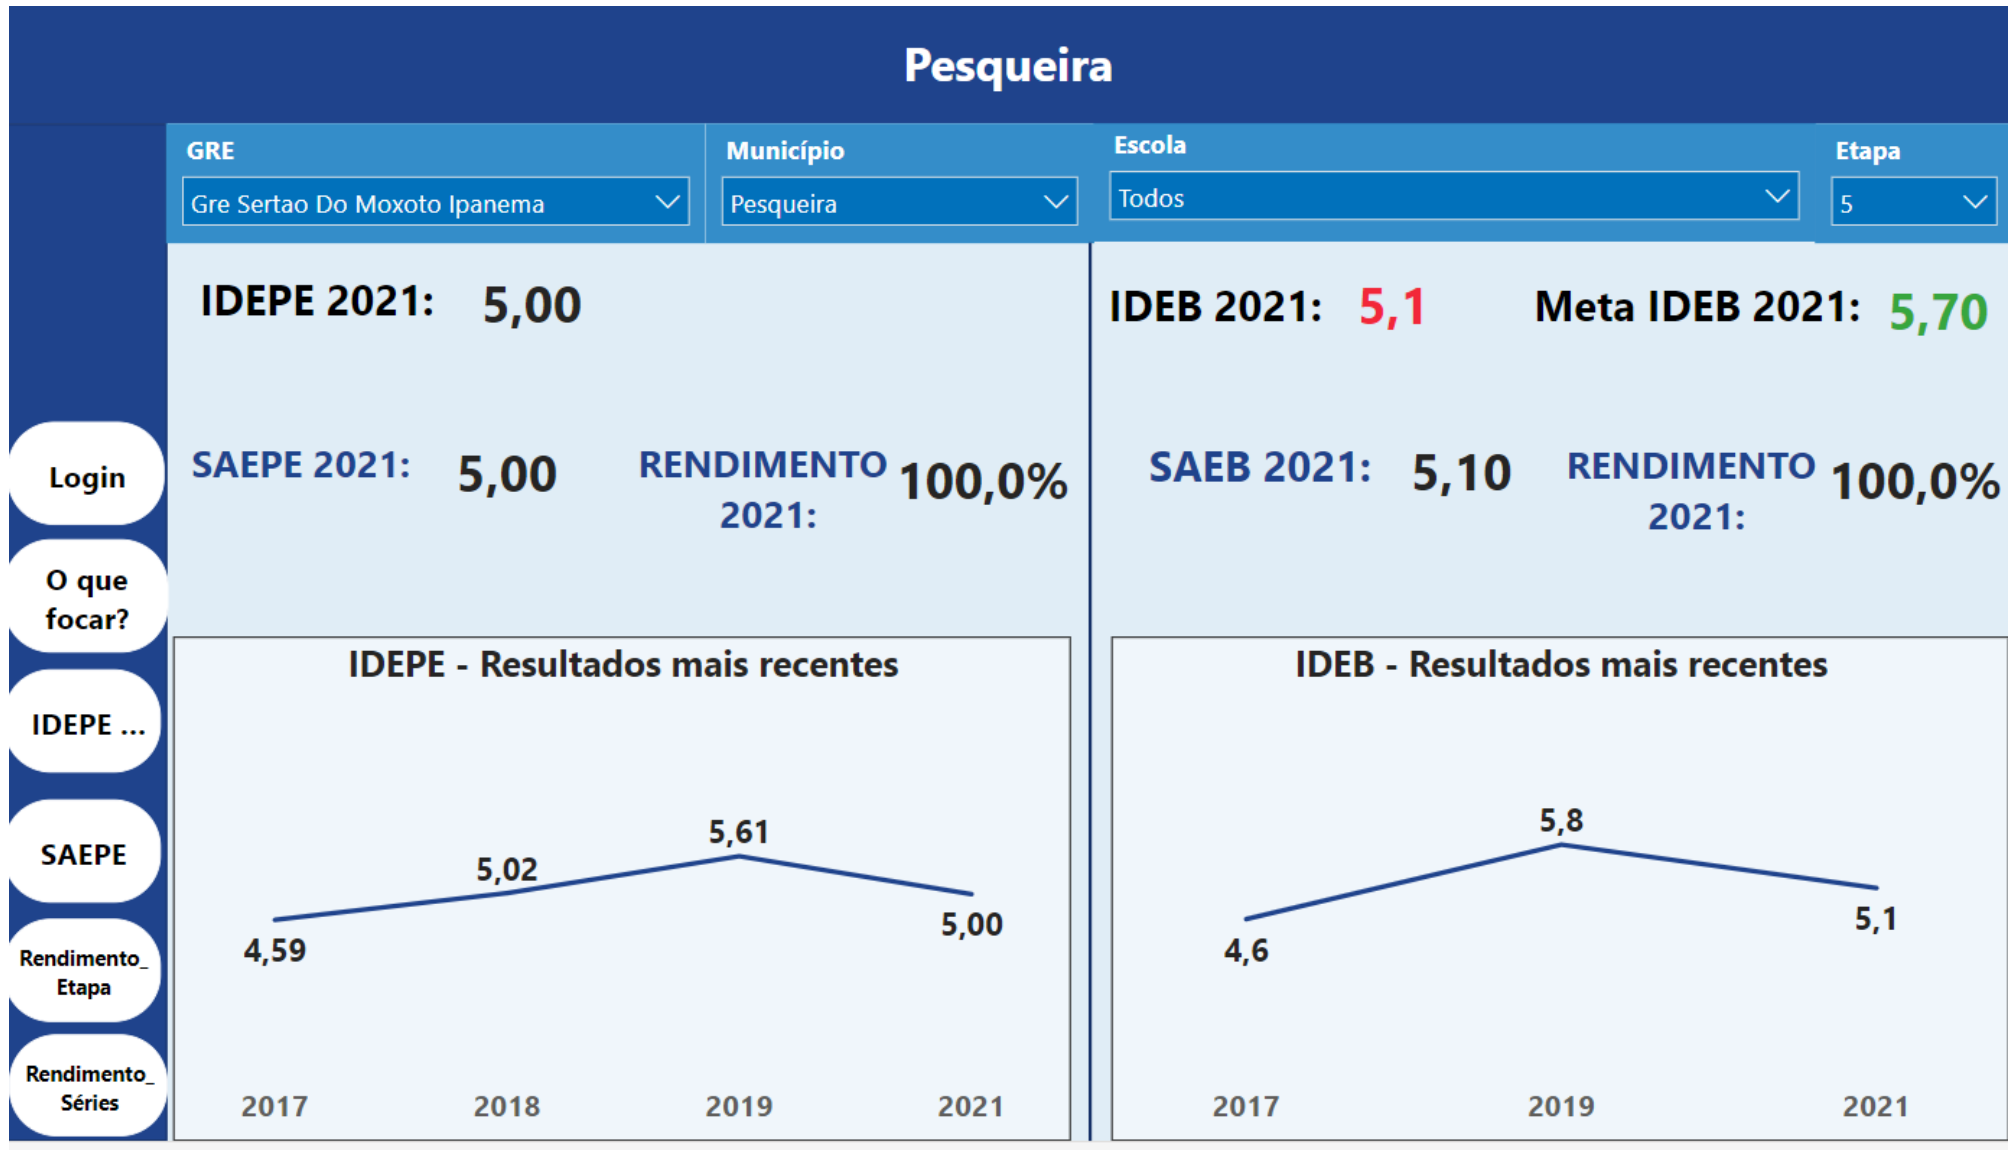 Pesqueira
GRE
Gre Sertao Do Moxoto Ipanema
Município
Pesqueira
Escola
Todos
Etapa
5
Login
O que
focar?
IDEPE ...
SAEPE
Rendimento_
Etapa
Rendimento_
Séries
IDEPE 2021: 5,00
SAEPE 2021: 5,00
RENDIMENTO
2021:
100,0%
IDEB 2021: 5,1
Meta IDEB 2021: 5,70
SAEB 2021: 5,10
RENDIMENTO
2021:
100,0%
IDEPE - Resultados mais recentes
4,59
5,02
5,61
5,00
2017 2018 2019 2021
IDEB - Resultados mais recentes
4,6
5,8
5,1
2017 2019 2021